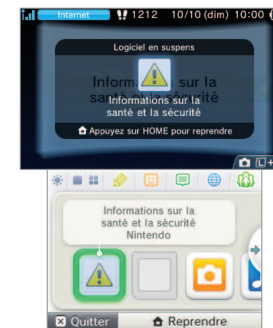 Internet 1212 10/10 (dim) 10:00
Logiciel en suspens
Informations sur la
santé et la sécurité
Informations sur la
santé et la sécurité
Appuyez sur HOME pour reprendre
L+
Informations sur la
santé et la sécurité
Nintendo
Quitter
Reprendre